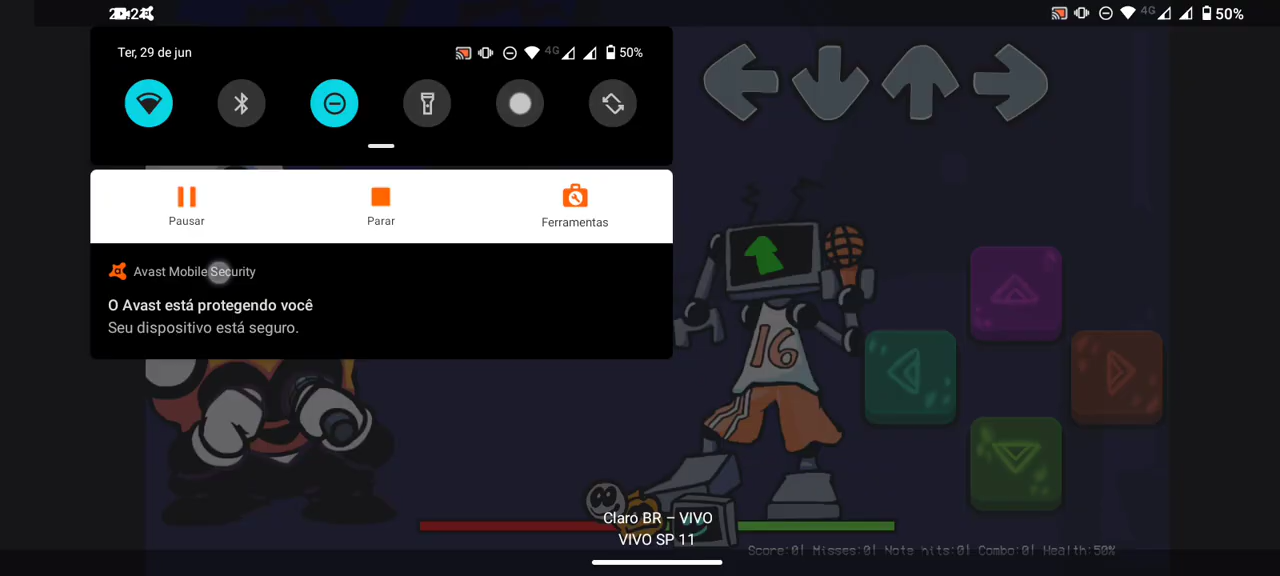 4G 50%
Ter, 29 de jun
4G 50%
Pausar
Parar
Ferramentas
Avast Mobile Security
O Avast está protegendo você
Seu dispositivo está seguro.
16
Claro BR – VIVO
VIVO SP 11
Score:0| Misses:0| Note hits:0| Combo:0| Health:50%